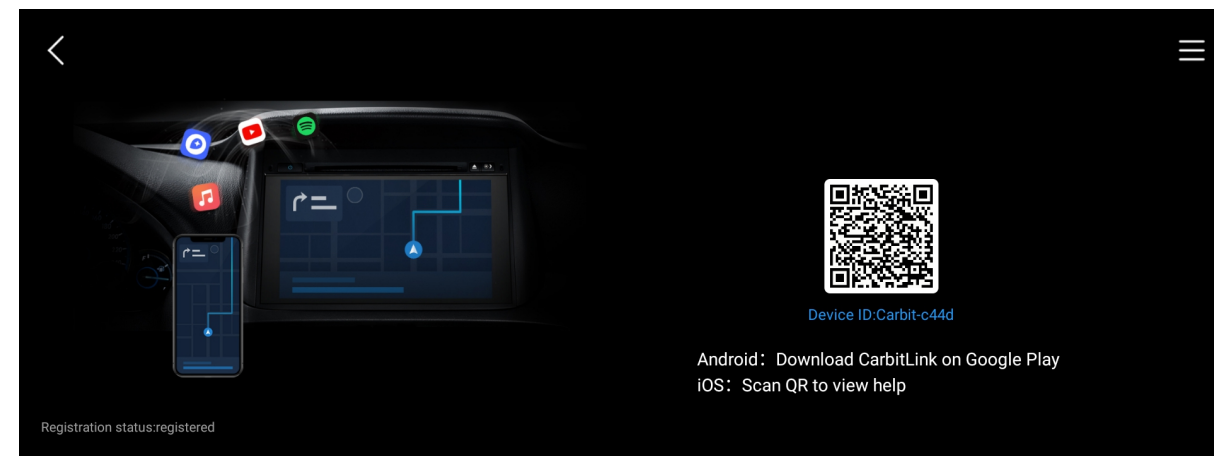 Device ID:Carbit-c44d
Android：Download CarbitLink on Google Play
iOS：Scan QR to view help
Registration status:registered